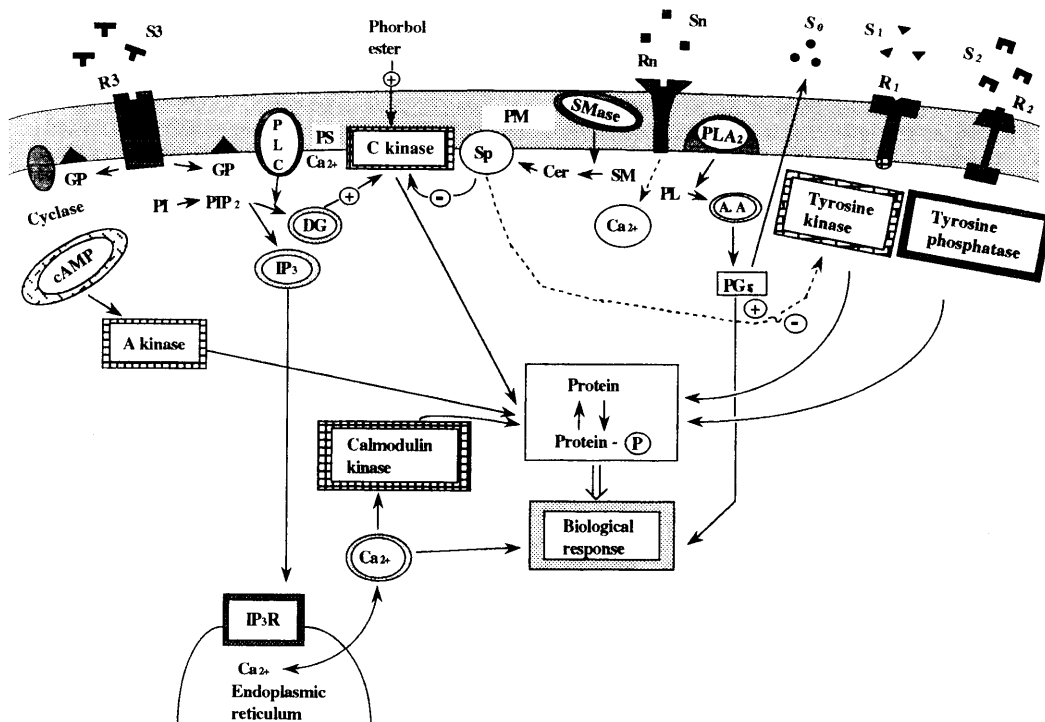 S3
Phorbol
ester
Sn
S0
S1
S2
R3
+
Rn
R1
R2
P
L
C
PS
Ca2+
C kinase
PM
Sp
SMase
PLA2
GP
GP
Cer
SM
PL
A. A
Cyclase
PI
PIP2
DG
+
-
Ca2+
Tyrosine
kinase
Tyrosine
phosphatase
cAMP
IP3
PGs
+
-
A kinase
Protein
Protein - P
Calmodulin
kinase
Biological
response
Ca2+
IP3R
Ca2+
Endoplasmic
reticulum